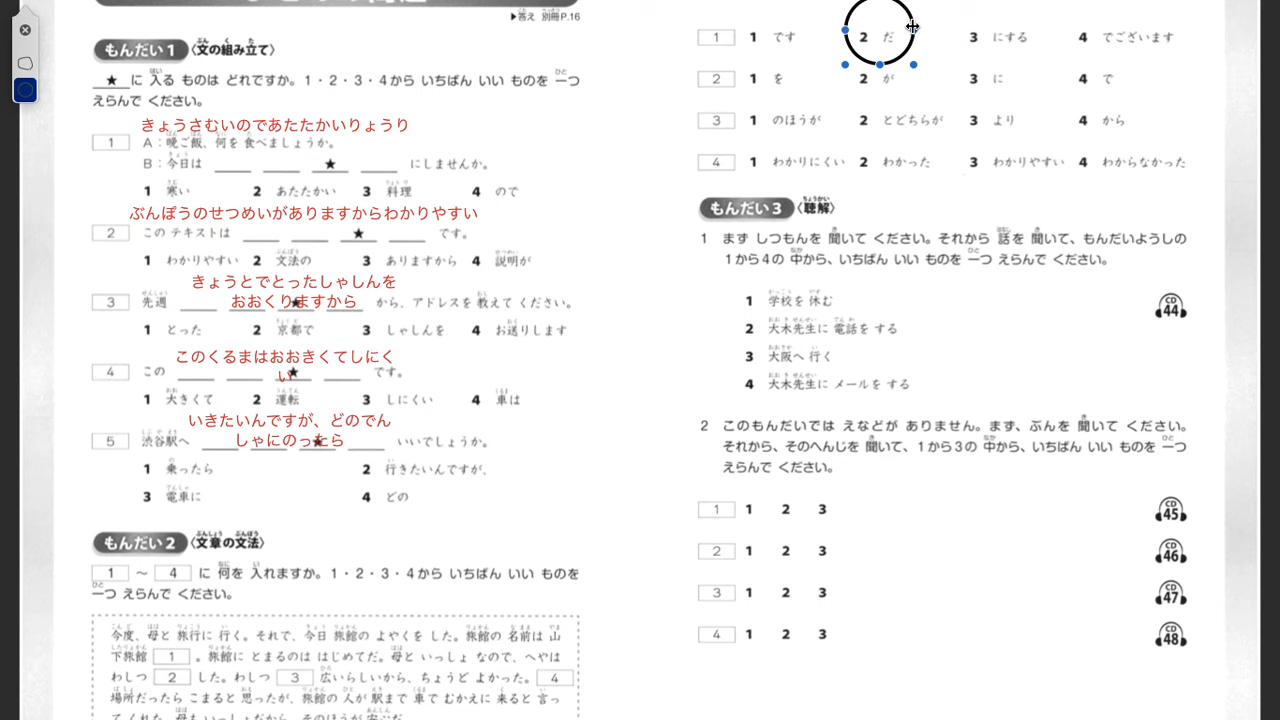 ▶答え 別冊P.16
もんだい1〈文の組み立て〉
★に 入る ものは どれですか。1・2・3・4から いちばん いい ものを 一つ
えらんで ください。
きょうさむいのであたたかいりょうり
1 A:晩ご飯、何を 食べましょうか。
B:今日は ★ にしませんか。
1 寒い 2 あたたかい 3 料理 4 ので
ぶんぽうのせつめいがありますからわかりやすい
2 この テキストは ★ です。
1 わかりやすい 2 文法の 3 ありますから 4 説明が
きょうとでとったしゃしんを
おおくりますから
3 先週 ★ から、アドレスを 教えて ください。
1 とった 2 京都で 3 しゃしんを 4 お送りします
このくるまはおおきくてしにく
い
4 この ★ です。
1 大きくて 2 運転 3 しにくい 4 車は
いきたいんですが、どのでん
しゃにのったら
5 渋谷駅へ ★ いいでしょうか。
1 乗ったら 2 行きたいんですが、
3 電車に 4 どの
もんだい2〈文章の文法〉
1 ～ 4 に 何を 入れますか。1・2・3・4から いちばん いい ものを
一つ えらんで ください。
今度、母と 旅行に 行く。それで、今日 旅館の よやくを した。旅館の 名前は 山
下旅館 1 。旅館に とまるのは はじめてだ。母と いっしょ なので、へやは
わしつ 2 した。わしつ 3 広いらしいから、ちょうど よかった。 4
場所だったら こまると 思ったが、旅館の 人が 駅まで 車で むかえに 来ると 言っ
て くれた。母も いっしょだから、そのほうが 安心だ
1 1 です 2 だ 3 にする 4 でございます
2 1 を 2 が 3 に 4 で
3 1 のほうが 2 とどちらが 3 より 4 から
4 1 わかりにくい 2 わかった 3 わかりやすい 4 わからなかった
もんだい3〈聴解〉
1 まず しつもんを 聞いて ください。それから 話を 聞いて、もんだいようしの
1から4の 中から、いちばん いい ものを 一つ えらんで ください。
1 学校を 休む
2 大木先生に 電話を する
3 大阪へ 行く
4 大木先生に メールを する
CD 44
2 このもんだいでは えなどが ありません。まず、ぶんを 聞いて ください。
それから、そのへんじを 聞いて、1から3の 中から、いちばん いい ものを 一つ
えらんで ください。
1 1 2 3 CD 45
2 1 2 3 CD 46
3 1 2 3 CD 47
4 1 2 3 CD 48